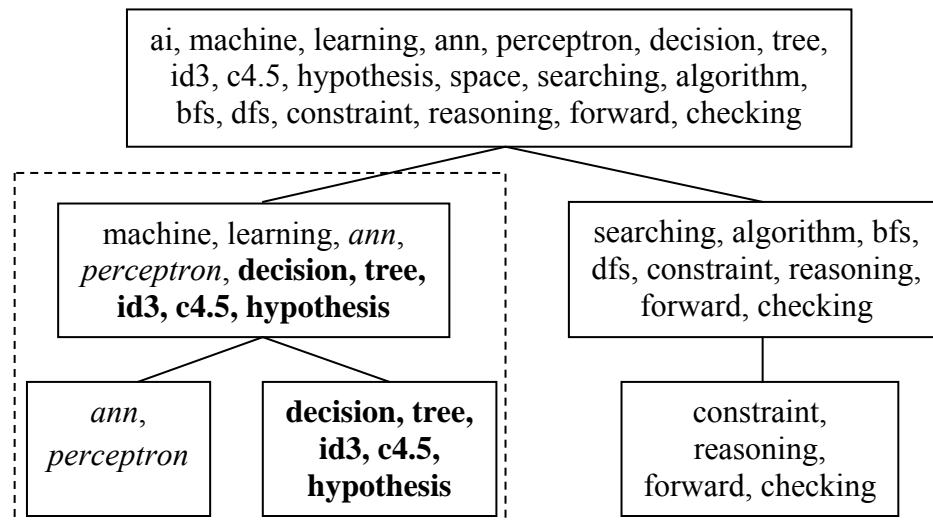 ai, machine, learning, ann, perceptron, decision, tree,
id3, c4.5, hypothesis, space, searching, algorithm,
bfs, dfs, constraint, reasoning, forward, checking
machine, learning, ann,
perceptron, decision, tree,
id3, c4.5, hypothesis
searching, algorithm, bfs,
dfs, constraint, reasoning,
forward, checking
ann,
perceptron
decision, tree,
id3, c4.5,
hypothesis
constraint,
reasoning,
forward, checking